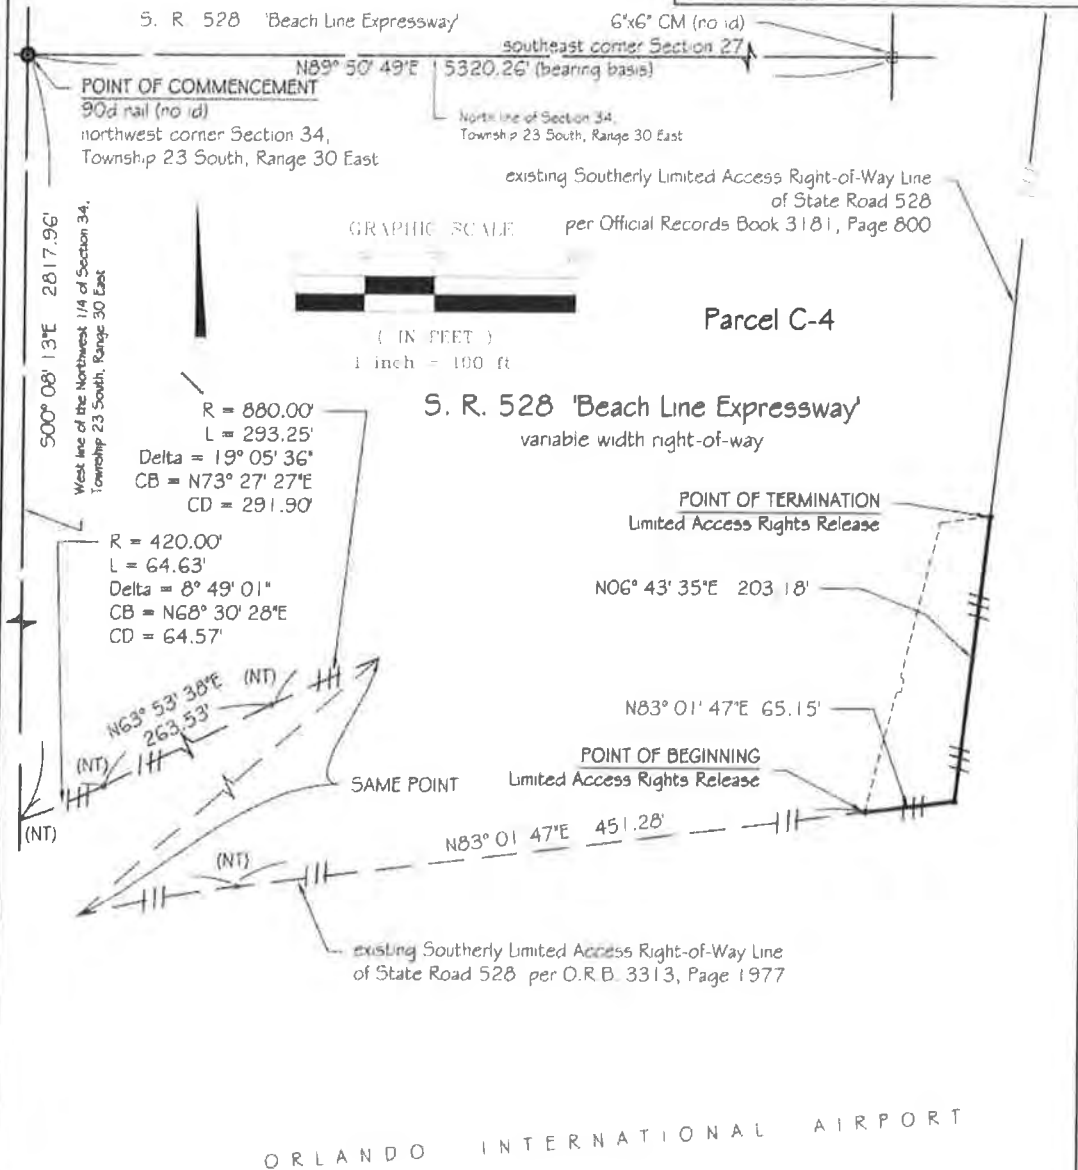 S. R. 528 'Beach Line Expressway'
6"x6" CM (no id)
southeast corner Section 27
N89° 50' 49"E 5320.26' (bearing basis)
POINT OF COMMENCEMENT
90d nail (no id)
northwest corner Section 34,
Township 23 South, Range 30 East
North line of Section 34,
Township 23 South, Range 30 East
existing Southerly Limited Access Right-of-Way Line
of State Road 528
per Official Records Book 3181, Page 800
S00° 08' 13"E 2817.96'
West line of the Northwest 1/4 of Section 34,
Township 23 South, Range 30 East
GRAPHIC SCALE
( IN FEET )
1 inch = 100 ft
Parcel C-4
S. R. 528 'Beach Line Expressway'
variable width right-of-way
R = 880.00'
L = 293.25'
Delta = 19° 05' 36"
CB = N73° 27' 27"E
CD = 291.90'
R = 420.00'
L = 64.63'
Delta = 8° 49' 01"
CB = N68° 30' 28"E
CD = 64.57'
POINT OF TERMINATION
Limited Access Rights Release
N06° 43' 35"E 203.18'
N63° 53' 38"E
263.53'
(NT)
(NT)
(NT)
N83° 01' 47"E 65.15'
POINT OF BEGINNING
Limited Access Rights Release
SAME POINT
N83° 01' 47"E 451.28'
(NT)
existing Southerly Limited Access Right-of-Way Line
of State Road 528 per O.R.B. 3313, Page 1977
ORLANDO INTERNATIONAL AIRPORT